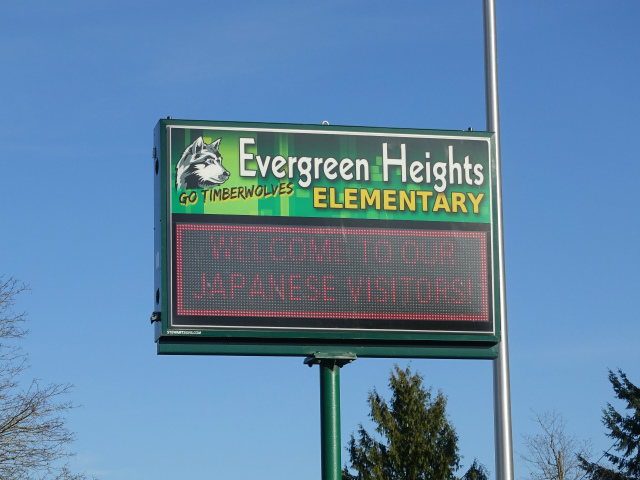 Evergreen Heights
GO TIMBERWOLVES
ELEMENTARY
WELCOME TO OUR
JAPANESE VISITORS!